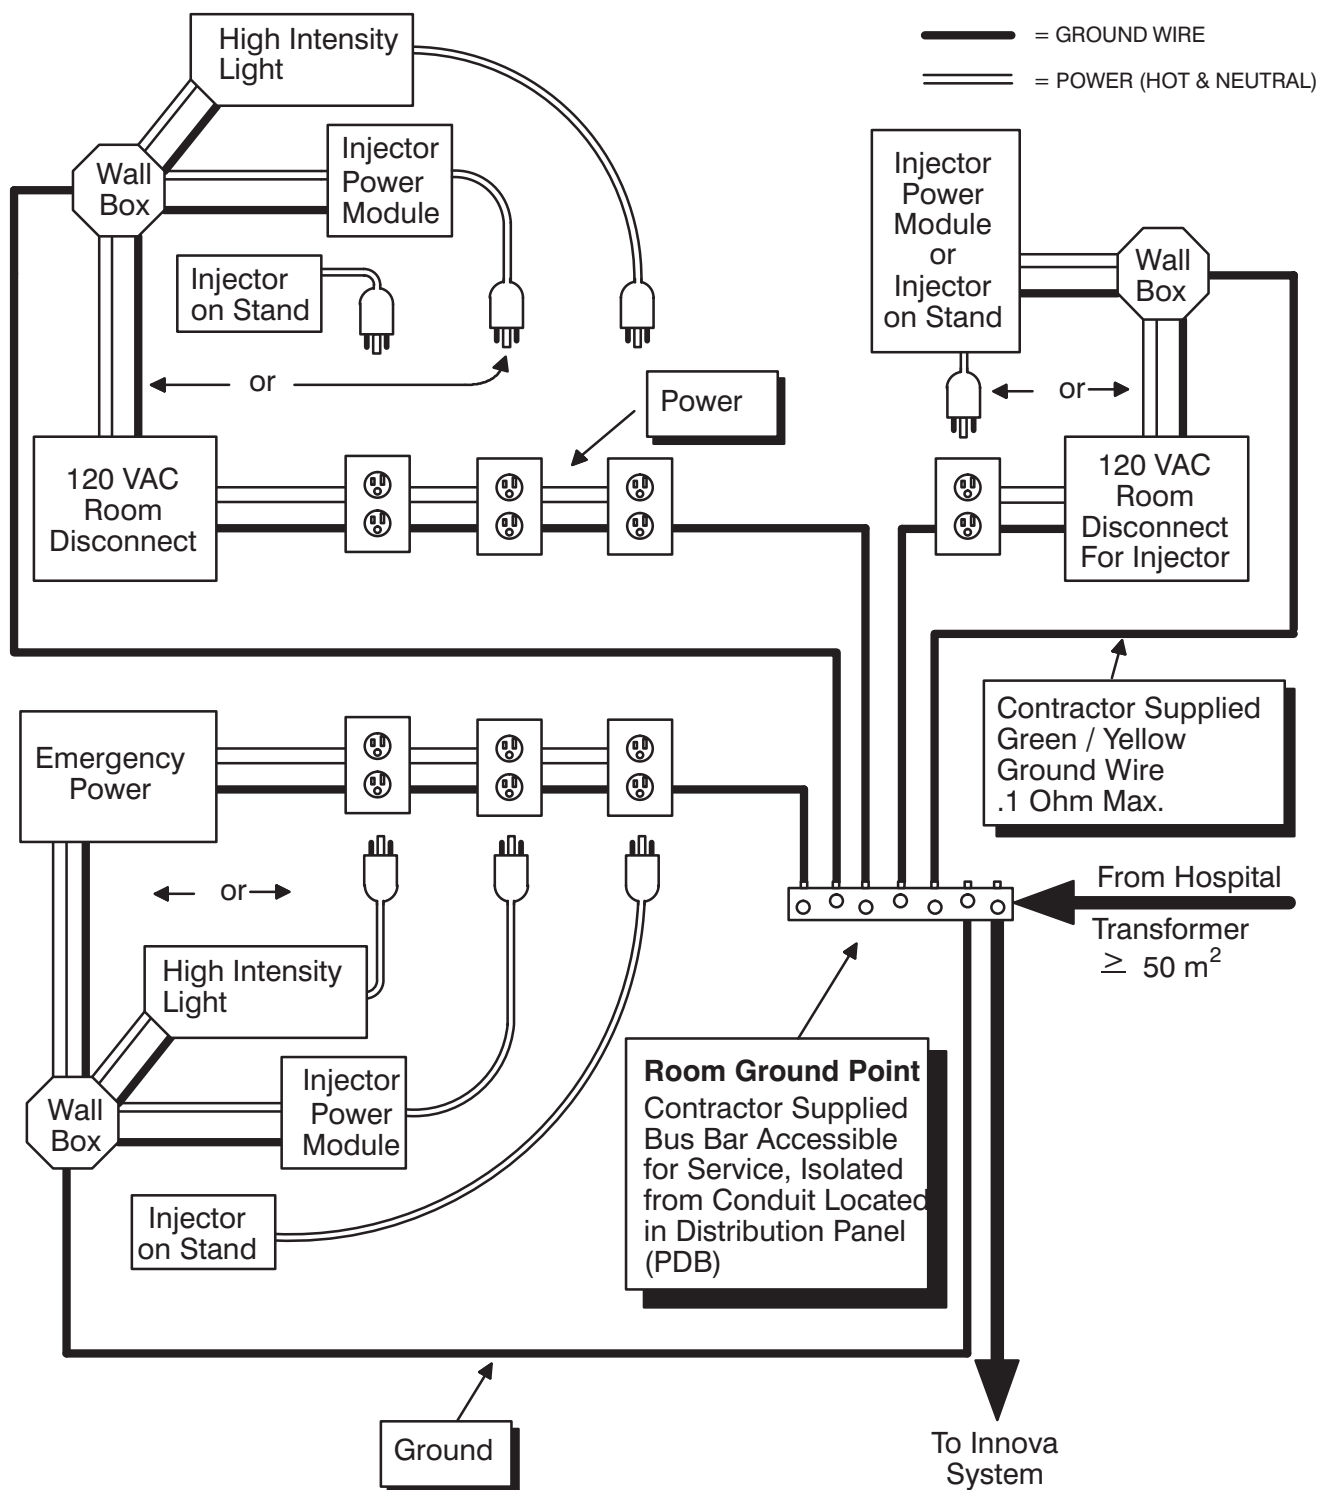 High Intensity
Light
= GROUND WIRE
= POWER (HOT & NEUTRAL)
Wall
Box
Injector
Power
Module
Injector
on Stand
or
Power
120 VAC
Room
Disconnect
Injector
Power
Module
or
Injector
on Stand
Wall
Box
or
120 VAC
Room
Disconnect
For Injector
Contractor Supplied
Green / Yellow
Ground Wire
.1 Ohm Max.
Emergency
Power
or
From Hospital
Transformer
≥ 50 m²
High Intensity
Light
Injector
Power
Module
Wall
Box
Injector
on Stand
Room Ground Point
Contractor Supplied
Bus Bar Accessible
for Service, Isolated
from Conduit Located
in Distribution Panel
(PDB)
Ground
To Innova
System